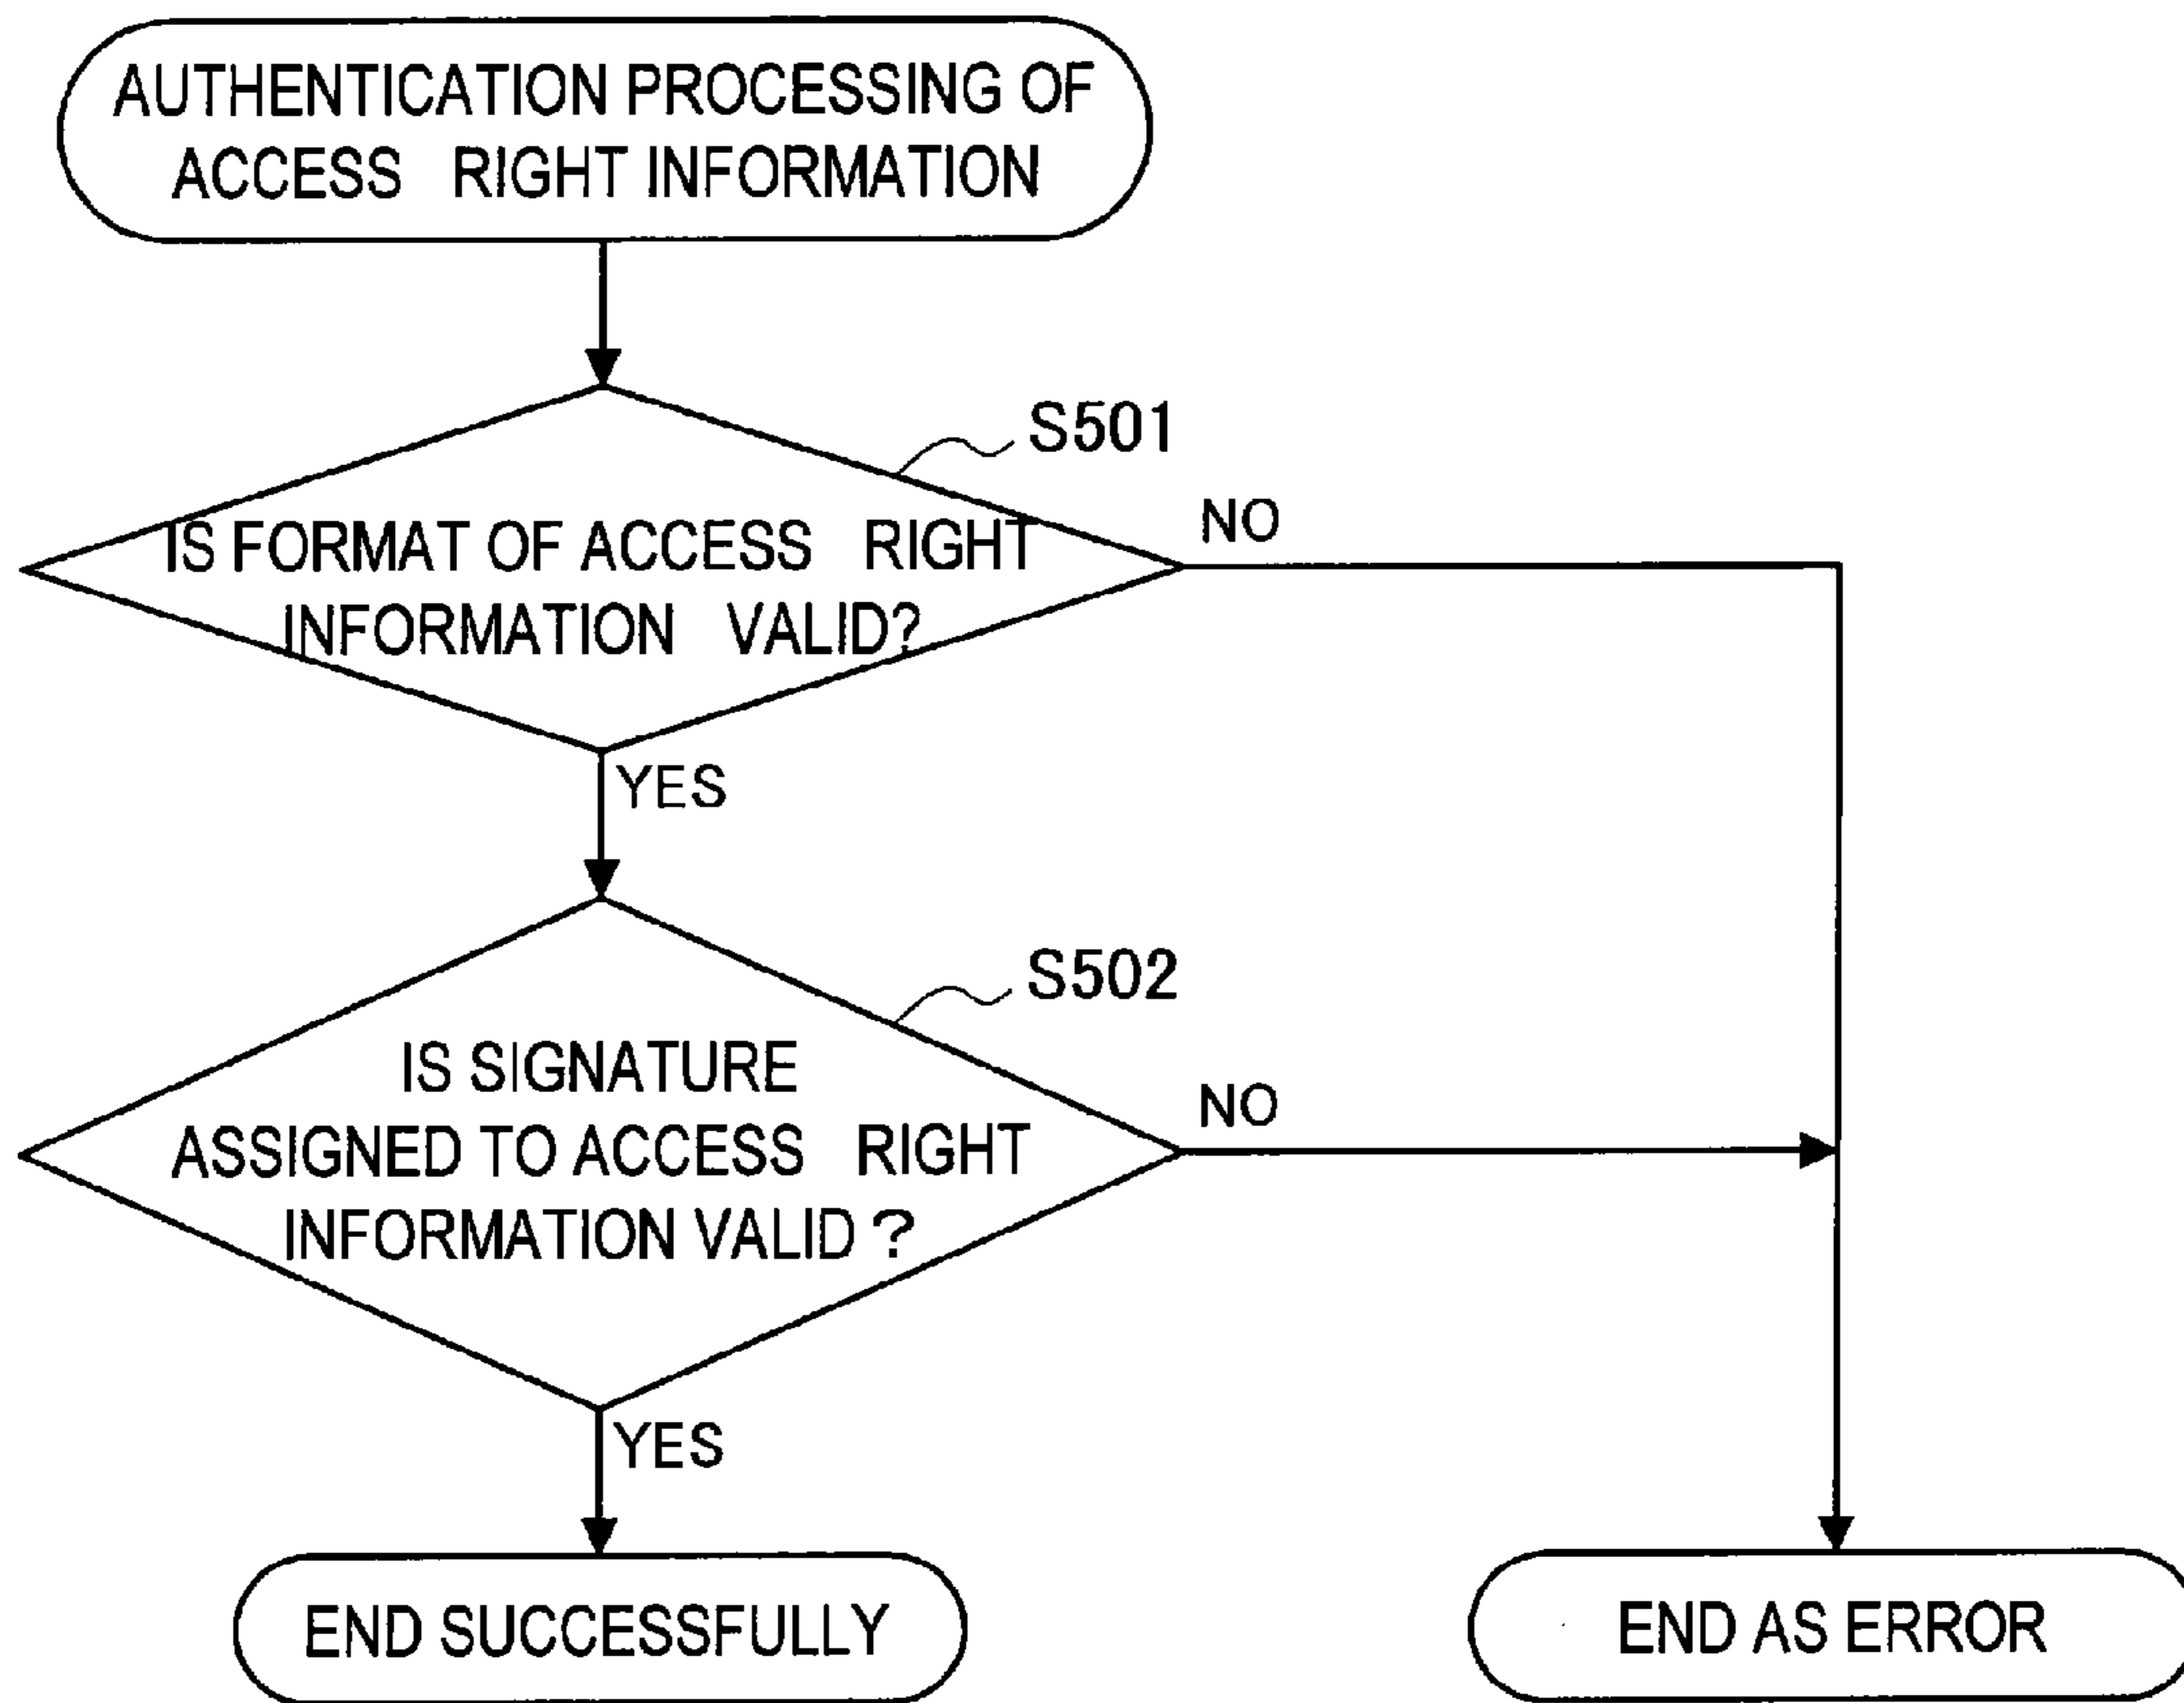 AUTHENTICATION PROCESSING OF
ACCESS RIGHT INFORMATION
S501
IS FORMAT OF ACCESS RIGHT
INFORMATION VALID?
NO
YES
S502
IS SIGNATURE
ASSIGNED TO ACCESS RIGHT
INFORMATION VALID ?
NO
YES
END SUCCESSFULLY
END AS ERROR